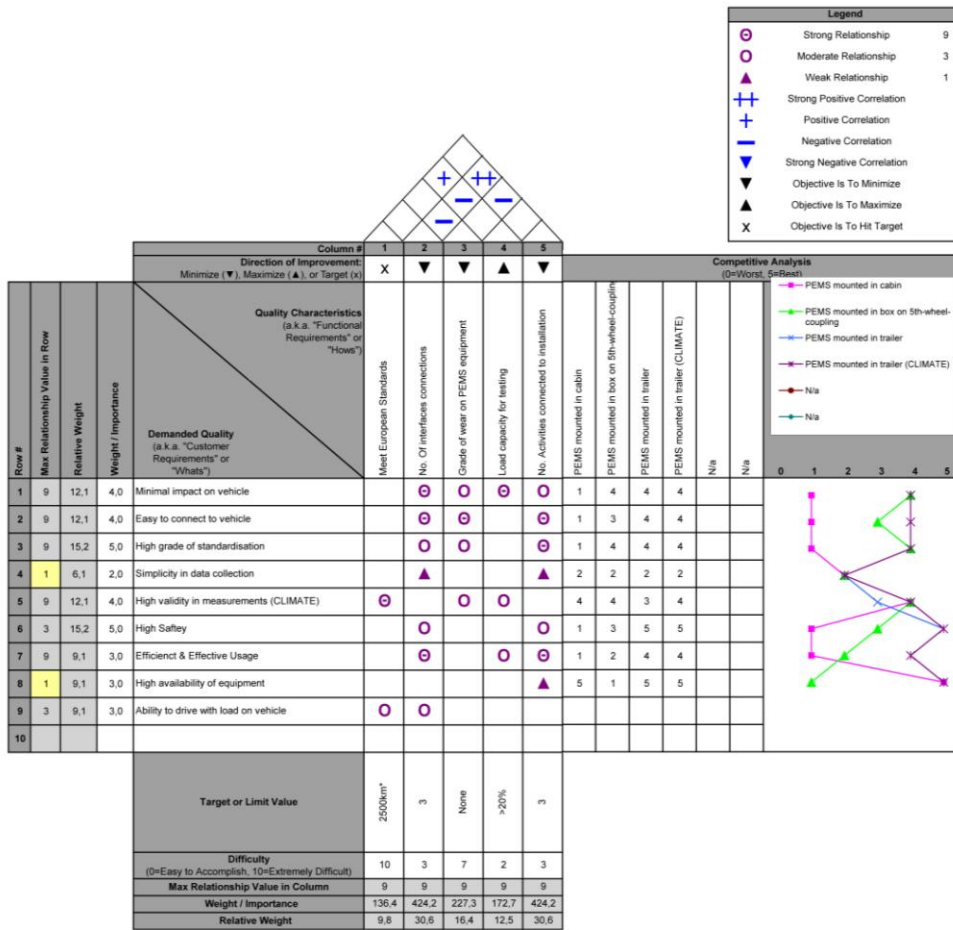 Legend
Θ Strong Relationship 9
Ο Moderate Relationship 3
▲ Weak Relationship 1
++ Strong Positive Correlation
+ Positive Correlation
− Negative Correlation
▼ Strong Negative Correlation
▼ Objective Is To Minimize
▲ Objective Is To Maximize
x Objective Is To Hit Target
+ ++
− −
−
Column # 1 2 3 4 5
Direction of Improvement:
Minimize (▼), Maximize (▲), or Target (x)
x ▼ ▼ ▲ ▼
Competitive Analysis
(0=Worst, 5=Best)
Row #
Max Relationship Value in Row
Relative Weight
Weight / Importance
Quality Characteristics
(a.k.a. "Functional
Requirements" or
"Hows")
Demanded Quality
(a.k.a. "Customer
Requirements" or
"Whats")
Meet European Standards
No. Of interfaces connections
Grade of wear on PEMS equipment
Load capacity for testing
No. Activities connected to installation
PEMS mounted in cabin
PEMS mounted in box on 5th-wheel-coupling
PEMS mounted in trailer
PEMS mounted in trailer (CLIMATE)
N/a
N/a
PEMS mounted in cabin
PEMS mounted in box on 5th-wheel-
coupling
PEMS mounted in trailer
PEMS mounted in trailer (CLIMATE)
N/a
N/a
0 1 2 3 4 5
1 9 12,1 4,0 Minimal impact on vehicle Θ Ο Θ Ο 1 4 4 4
2 9 12,1 4,0 Easy to connect to vehicle Θ Θ Θ 1 3 4 4
3 9 15,2 5,0 High grade of standardisation Ο Ο Θ 1 4 4 4
4 1 6,1 2,0 Simplicity in data collection ▲ ▲ 2 2 2 2
5 9 12,1 4,0 High validity in measurements (CLIMATE) Θ Ο Ο 4 4 3 4
6 3 15,2 5,0 High Saftey Ο Ο 1 3 5 5
7 9 9,1 3,0 Efficienct & Effective Usage Θ Ο Θ 1 2 4 4
8 1 9,1 3,0 High availability of equipment ▲ 5 1 5 5
9 3 9,1 3,0 Ability to drive with load on vehicle Ο Ο
10
Target or Limit Value 2500km* 3 None >20% 3
Difficulty
(0=Easy to Accomplish, 10=Extremely Difficult)
10 3 7 2 3
Max Relationship Value in Column 9 9 9 9 9
Weight / Importance 136,4 424,2 227,3 172,7 424,2
Relative Weight 9,8 30,6 16,4 12,5 30,6